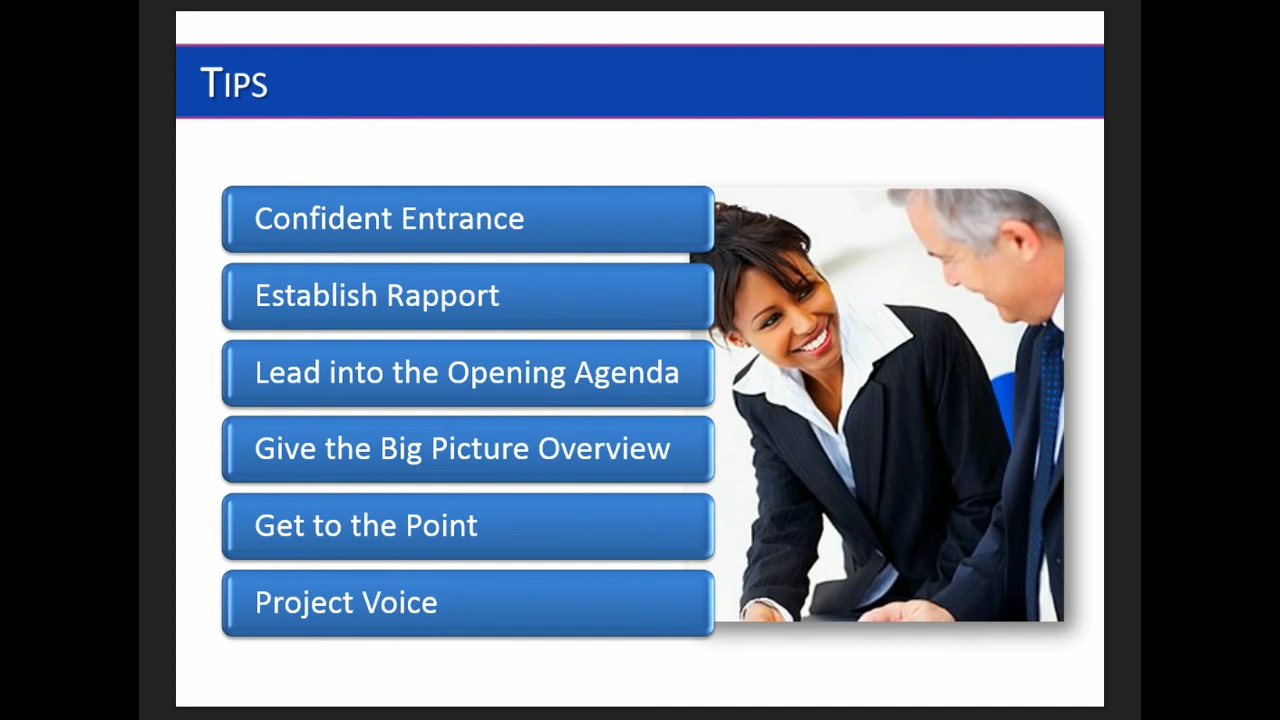 Tips
Confident Entrance
Establish Rapport
Lead into the Opening Agenda
Give the Big Picture Overview
Get to the Point
Project Voice